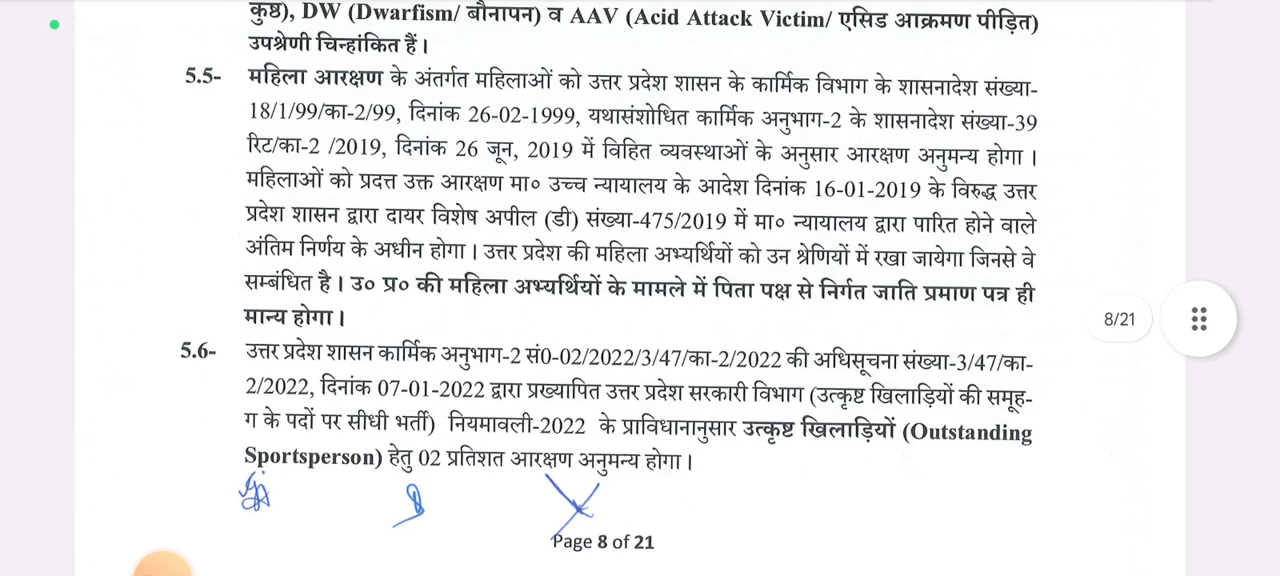 कुष्ठ), DW (Dwarfism/ बौनापन) व AAV (Acid Attack Victim/ एसिड आक्रमण पीड़ित)
उपश्रेणी चिन्हांकित हैं।
5.5- महिला आरक्षण के अंतर्गत महिलाओं को उत्तर प्रदेश शासन के कार्मिक विभाग के शासनादेश संख्या-
18/1/99/का-2/99, दिनांक 26-02-1999, यथासंशोधित कार्मिक अनुभाग-2 के शासनादेश संख्या-39
रिट/का-2 /2019, दिनांक 26 जून, 2019 में विहित व्यवस्थाओं के अनुसार आरक्षण अनुमन्य होगा।
महिलाओं को प्रदत्त उक्त आरक्षण मा० उच्च न्यायालय के आदेश दिनांक 16-01-2019 के विरुद्ध उत्तर
प्रदेश शासन द्वारा दायर विशेष अपील (डी) संख्या-475/2019 में मा० न्यायालय द्वारा पारित होने वाले
अंतिम निर्णय के अधीन होगा। उत्तर प्रदेश की महिला अभ्यर्थियों को उन श्रेणियों में रखा जायेगा जिनसे वे
सम्बंधित है। उ० प्र० की महिला अभ्यर्थियों के मामले में पिता पक्ष से निर्गत जाति प्रमाण पत्र ही
मान्य होगा।
8/21
5.6- उत्तर प्रदेश शासन कार्मिक अनुभाग-2 सं0-02/2022/3/47/का-2/2022 की अधिसूचना संख्या-3/47/का-
2/2022, दिनांक 07-01-2022 द्वारा प्रख्यापित उत्तर प्रदेश सरकारी विभाग (उत्कृष्ट खिलाड़ियों की समूह-
ग के पदों पर सीधी भर्ती) नियमावली-2022 के प्राविधानानुसार उत्कृष्ट खिलाड़ियों (Outstanding
Sportsperson) हेतु 02 प्रतिशत आरक्षण अनुमन्य होगा।
Page 8 of 21